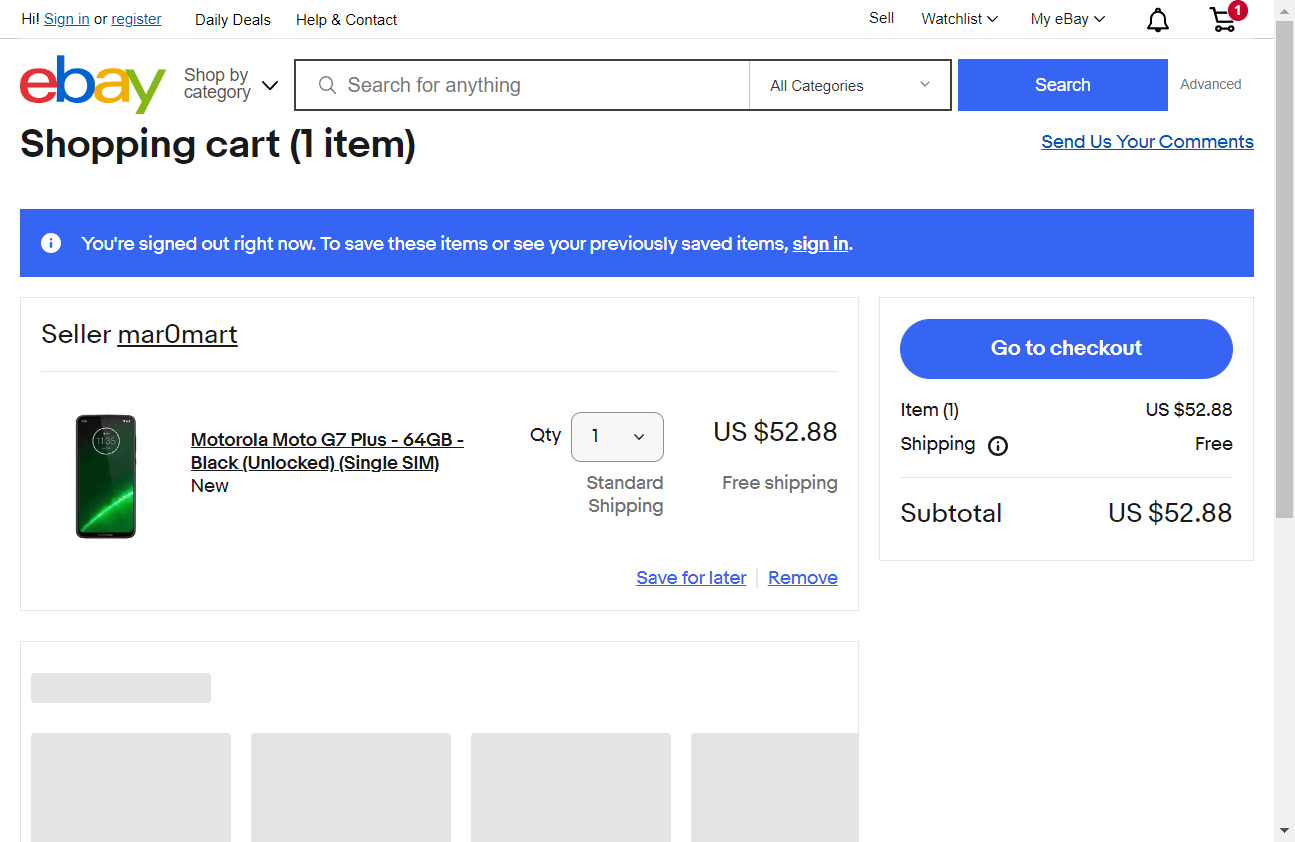 Hi! Sign in or register
Daily Deals
Help & Contact
Sell
Watchlist
My eBay
1
ebay
Shop by
category
Search for anything
All Categories
Search
Advanced
Shopping cart (1 item)
Send Us Your Comments
You're signed out right now. To save these items or see your previously saved items, sign in.
Seller mar0mart
11:35
Motorola Moto G7 Plus - 64GB -
Black (Unlocked) (Single SIM)
New
Qty
1
US $52.88
Standard
Shipping
Free shipping
Save for later
Remove
Go to checkout
Item (1)
US $52.88
Shipping
Free
Subtotal
US $52.88